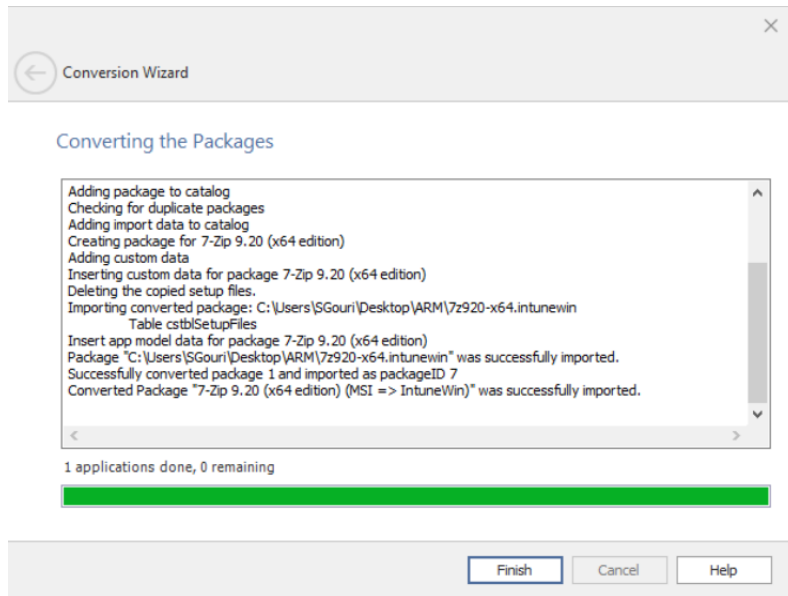 Conversion Wizard
Converting the Packages
Adding package to catalog
Checking for duplicate packages
Adding import data to catalog
Creating package for 7-Zip 9.20 (x64 edition)
Adding custom data
Inserting custom data for package 7-Zip 9.20 (x64 edition)
Deleting the copied setup files.
Importing converted package: C:\Users\SGouri\Desktop\ARM\7z920-x64.intunewin
Table cstblSetupFiles
Insert app model data for package 7-Zip 9.20 (x64 edition)
Package "C:\Users\SGouri\Desktop\ARM\7z920-x64.intunewin" was successfully imported.
Successfully converted package 1 and imported as packageID 7
Converted Package "7-Zip 9.20 (x64 edition) (MSI => IntuneWin)" was successfully imported.
1 applications done, 0 remaining
Finish Cancel Help